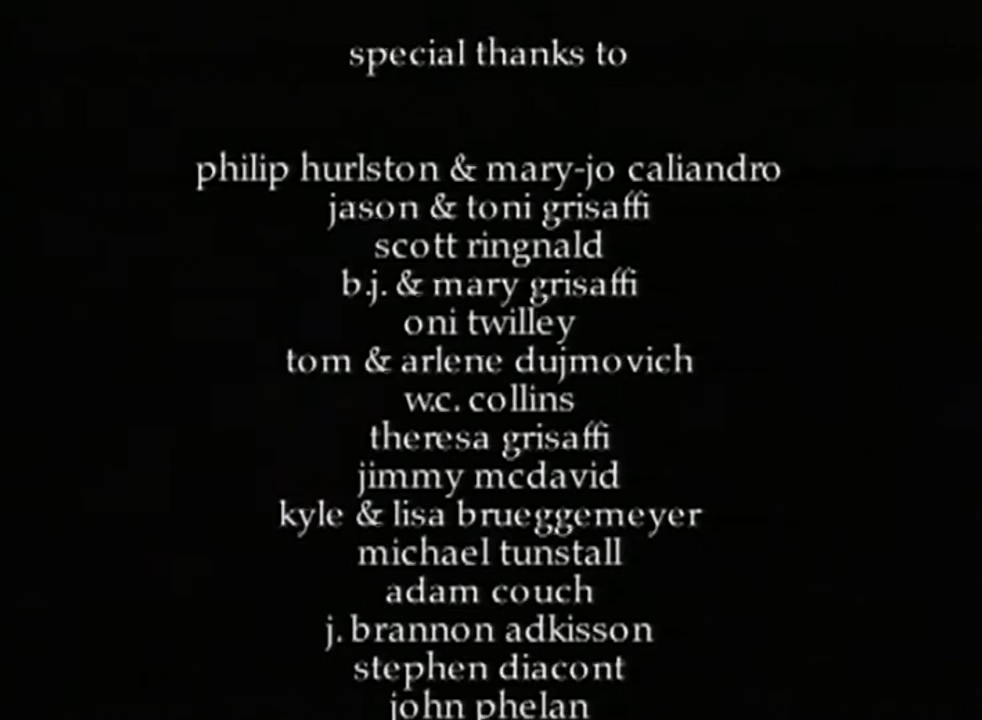 special thanks to
philip hurlston & mary-jo caliandro
jason & toni grisaffi
scott ringnald
b.j. & mary grisaffi
oni twilley
tom & arlene dujmovich
w.c. collins
theresa grisaffi
jimmy mcdavid
kyle & lisa brueggemeyer
michael tunstall
adam couch
j. brannon adkisson
stephen diacont
john phelan